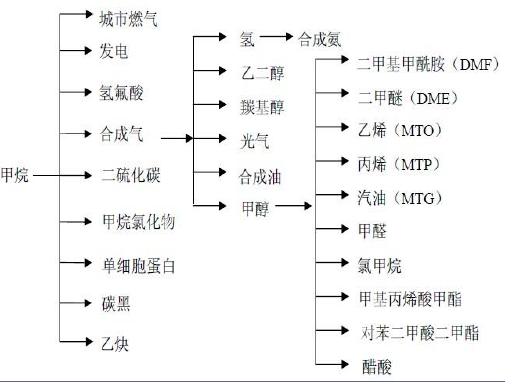 甲烷
城市燃气
发电
氢氟酸
合成气
二硫化碳
甲烷氯化物
单细胞蛋白
碳黑
乙炔
氢
合成氨
乙二醇
羰基醇
光气
合成油
甲醇
二甲基甲酰胺（DMF）
二甲醚（DME）
乙烯（MTO）
丙烯（MTP）
汽油（MTG）
甲醛
氯甲烷
甲基丙烯酸甲酯
对苯二甲酸二甲酯
醋酸